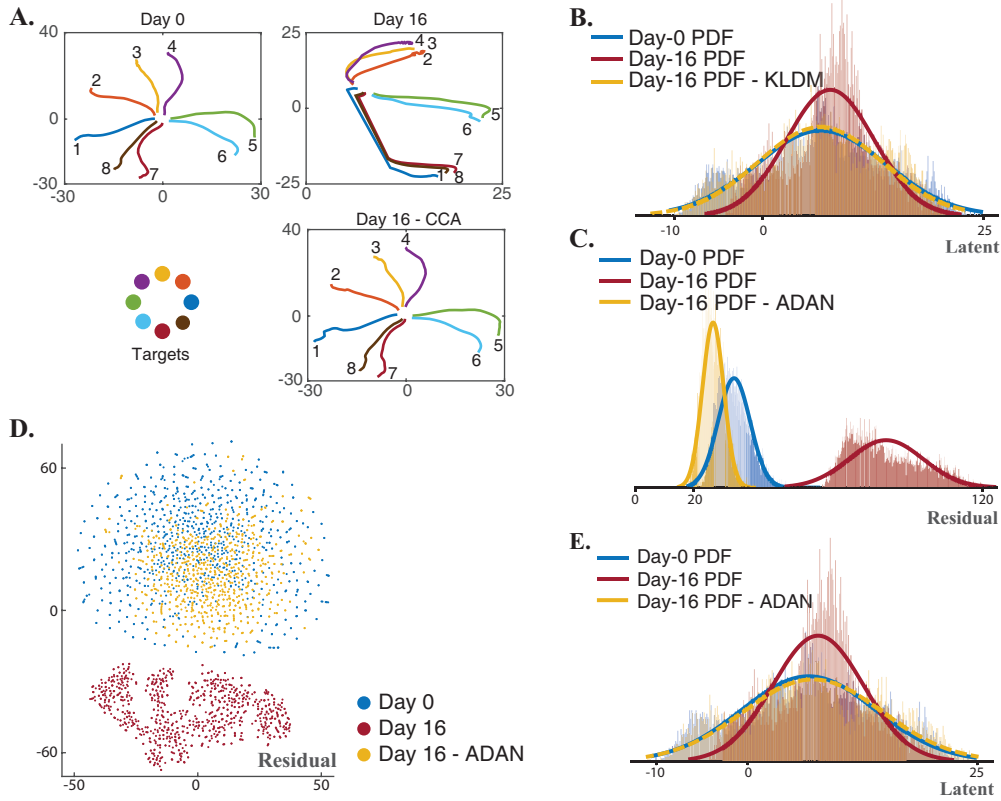 A.
Day 0
40
0
-30
-30
0
30
1
2
3
4
5
6
7
8
Day 16
25
-25
-25
25
4
3
2
5
6
7
1
8
Targets
Day 16 - CCA
40
0
-30
-30
0
30
1
2
3
4
5
6
7
8
B.
Day-0 PDF
Day-16 PDF
Day-16 PDF - KLDM
-10
0
25
Latent
C.
Day-0 PDF
Day-16 PDF
Day-16 PDF - ADAN
0
20
120
Residual
D.
60
0
-60
-50
0
50
Residual
Day 0
Day 16
Day 16 - ADAN
E.
Day-0 PDF
Day-16 PDF
Day-16 PDF - ADAN
-10
0
25
Latent